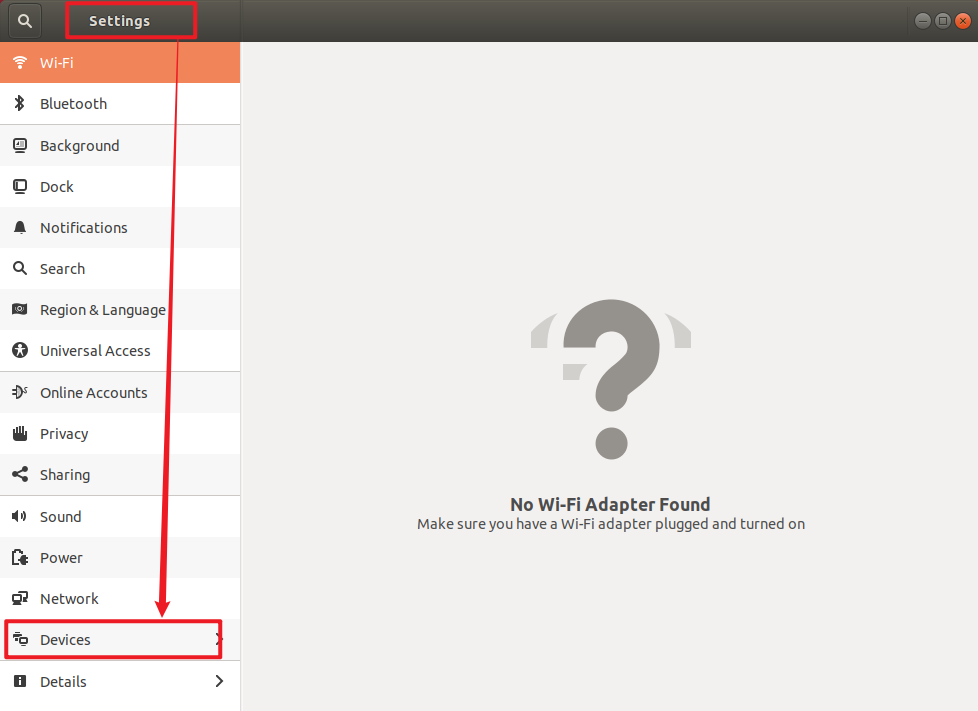 Settings
Wi-Fi
Bluetooth
Background
Dock
Notifications
Search
Region & Language
Universal Access
Online Accounts
Privacy
Sharing
Sound
Power
Network
Devices
Details
No Wi-Fi Adapter Found
Make sure you have a Wi-Fi adapter plugged and turned on